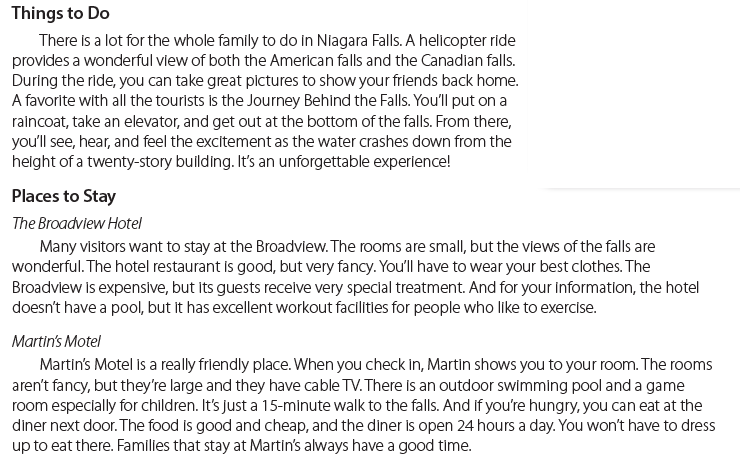 Things to Do
There is a lot for the whole family to do in Niagara Falls. A helicopter ride
provides a wonderful view of both the American falls and the Canadian falls.
During the ride, you can take great pictures to show your friends back home.
A favorite with all the tourists is the Journey Behind the Falls. You'll put on a
raincoat, take an elevator, and get out at the bottom of the falls. From there,
you'll see, hear, and feel the excitement as the water crashes down from the
height of a twenty-story building. It's an unforgettable experience!
Places to Stay
The Broadview Hotel
Many visitors want to stay at the Broadview. The rooms are small, but the views of the falls are
wonderful. The hotel restaurant is good, but very fancy. You'll have to wear your best clothes. The
Broadview is expensive, but its guests receive very special treatment. And for your information, the hotel
doesn't have a pool, but it has excellent workout facilities for people who like to exercise.
Martin's Motel
Martin's Motel is a really friendly place. When you check in, Martin shows you to your room. The rooms
aren't fancy, but they're large and they have cable TV. There is an outdoor swimming pool and a game
room especially for children. It's just a 15-minute walk to the falls. And if you're hungry, you can eat at the
diner next door. The food is good and cheap, and the diner is open 24 hours a day. You won't have to dress
up to eat there. Families that stay at Martin's always have a good time.